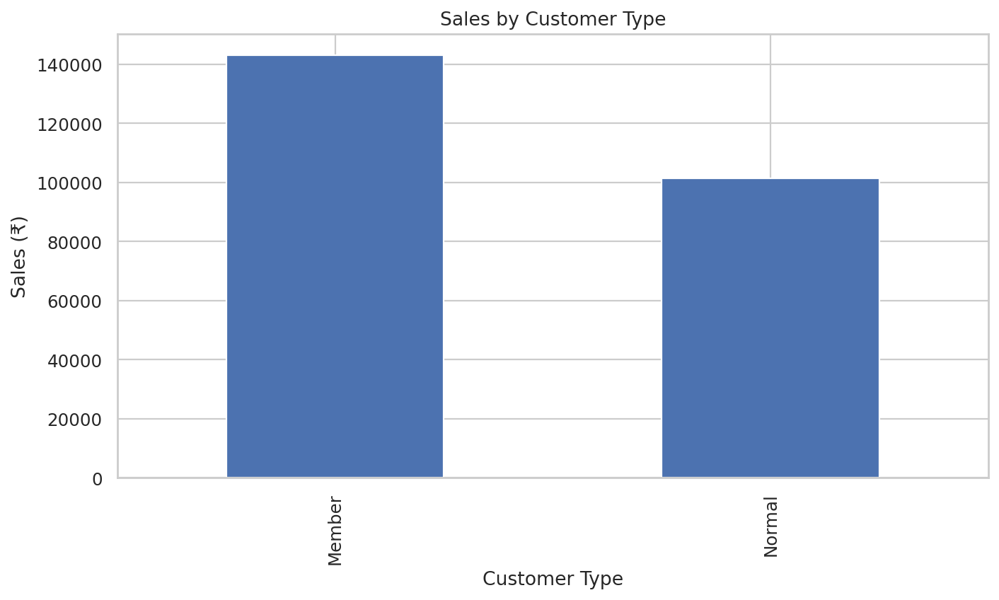 Sales by Customer Type
Sales (₹)
140000
120000
100000
80000
60000
40000
20000
0
Member
Normal
Customer Type